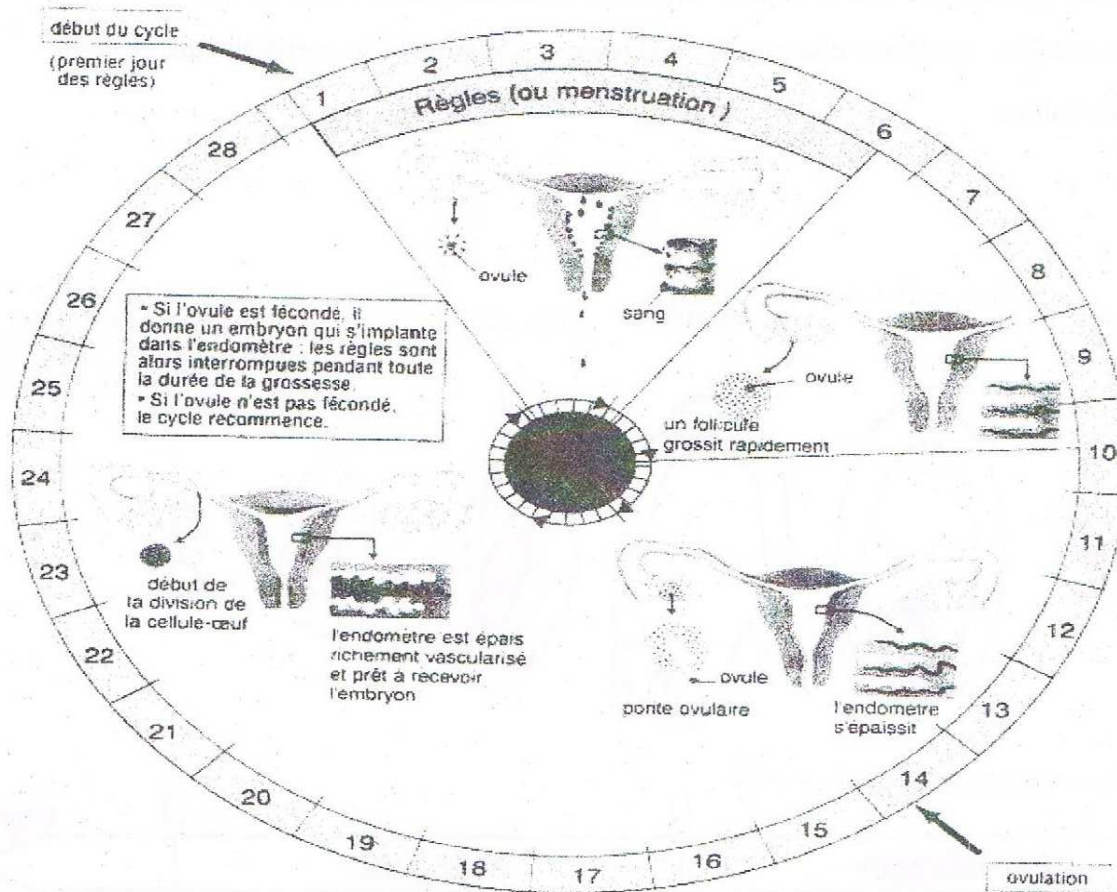 début du cycle
(premier jour
des règles)
1
2
3
4
5
6
7
8
9
10
11
12
13
14
15
16
17
18
19
20
21
22
23
24
25
26
27
28
Règles (ou menstruation)
ovule
sang
ovule
un follicule
grossit rapidement
ponte ovulaire
ovule
l'endomètre
s'épaissit
ovulation
début de
la division de
la cellule-œuf
l'endomètre est épais
richement vascularisé
et prêt à recevoir
l'embryon
- Si l'ovule est fécondé, il
donne un embryon qui s'implante
dans l'endomètre : les règles sont
alors interrompues pendant toute
la durée de la grossesse.
• Si l'ovule n'est pas fécondé,
le cycle recommence.